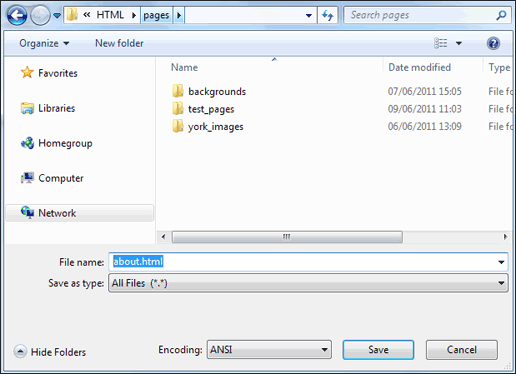 « HTML pages Search pages
Organize New folder
Favorites
Libraries
Homegroup
Computer
Network
Name Date modified Type
backgrounds 07/06/2011 15:05 File fo
test_pages 09/06/2011 11:03 File fo
york_images 06/06/2011 13:09 File fo
File name: about.html
Save as type: All Files (*.*)
Hide Folders Encoding: ANSI Save Cancel